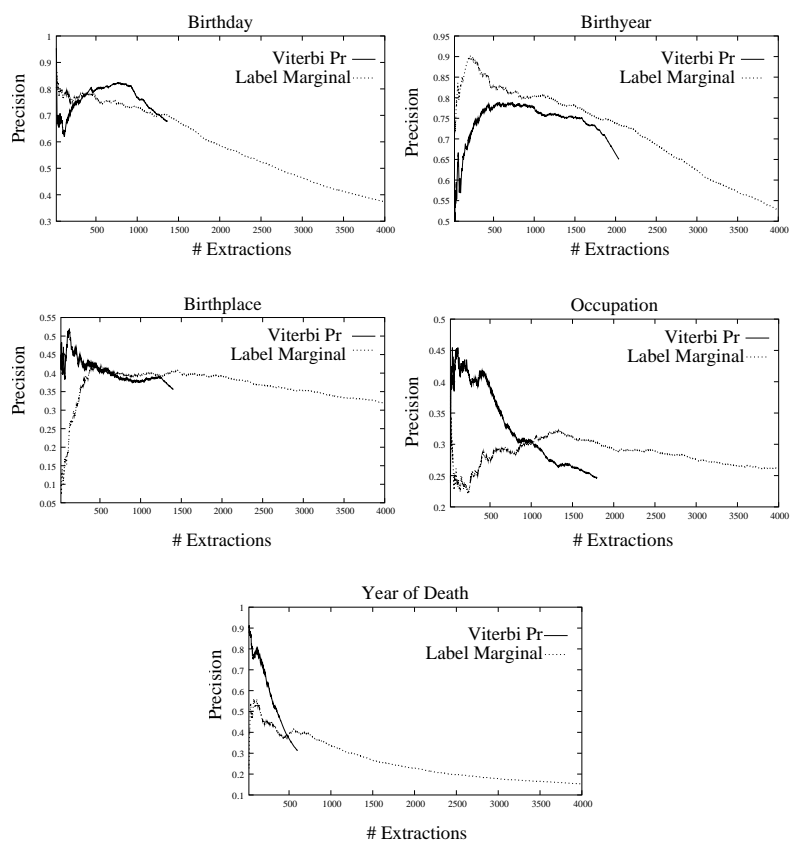 Birthday
Precision
1
0.9
0.8
0.7
0.6
0.5
0.4
0.3
Viterbi Pr
Label Marginal
500 1000 1500 2000 2500 3000 3500 4000
# Extractions
Birthyear
Precision
0.95
0.9
0.85
0.8
0.75
0.7
0.65
0.6
0.55
0.5
Viterbi Pr
Label Marginal
500 1000 1500 2000 2500 3000 3500 4000
# Extractions
Birthplace
Precision
0.55
0.5
0.45
0.4
0.35
0.3
0.25
0.2
0.15
0.1
0.05
Viterbi Pr
Label Marginal
500 1000 1500 2000 2500 3000 3500 4000
# Extractions
Occupation
Precision
0.5
0.45
0.4
0.35
0.3
0.25
0.2
Viterbi Pr
Label Marginal
500 1000 1500 2000 2500 3000 3500 4000
# Extractions
Year of Death
Precision
1
0.9
0.8
0.7
0.6
0.5
0.4
0.3
0.2
0.1
Viterbi Pr
Label Marginal
500 1000 1500 2000 2500 3000 3500 4000
# Extractions